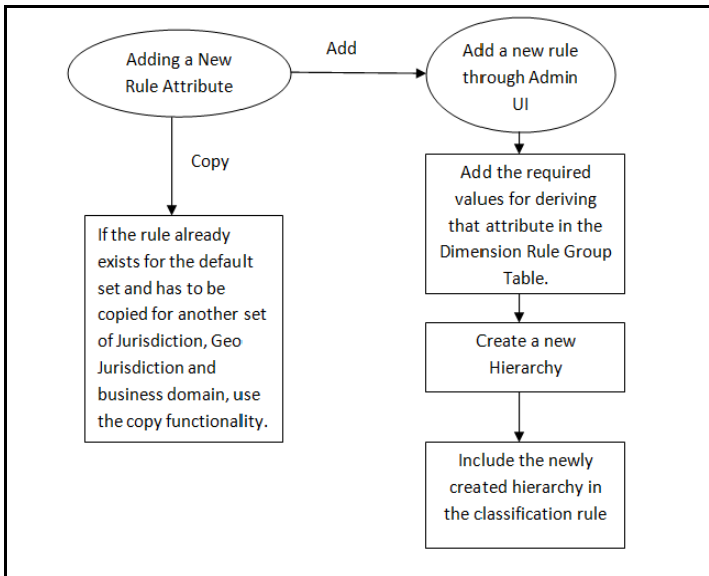 Adding a New
Rule Attribute
Add
Add a new rule
through Admin
UI
Copy
If the rule already
exists for the default
set and has to be
copied for another set
of Jurisdiction, Geo
Jurisdiction and
business domain, use
the copy functionality.
Add the required
values for deriving
that attribute in the
Dimension Rule Group
Table.
Create a new
Hierarchy
Include the newly
created hierarchy in
the classification rule